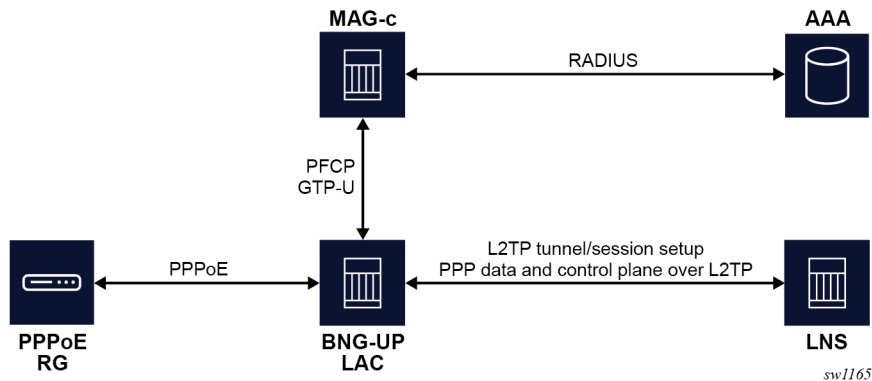 MAG-c
AAA
RADIUS
PFCP
GTP-U
L2TP tunnel/session setup
PPPoE
PPP data and control plane over L2TP
PPPoE
RG
BNG-UP
LAC
LNS
sw1165